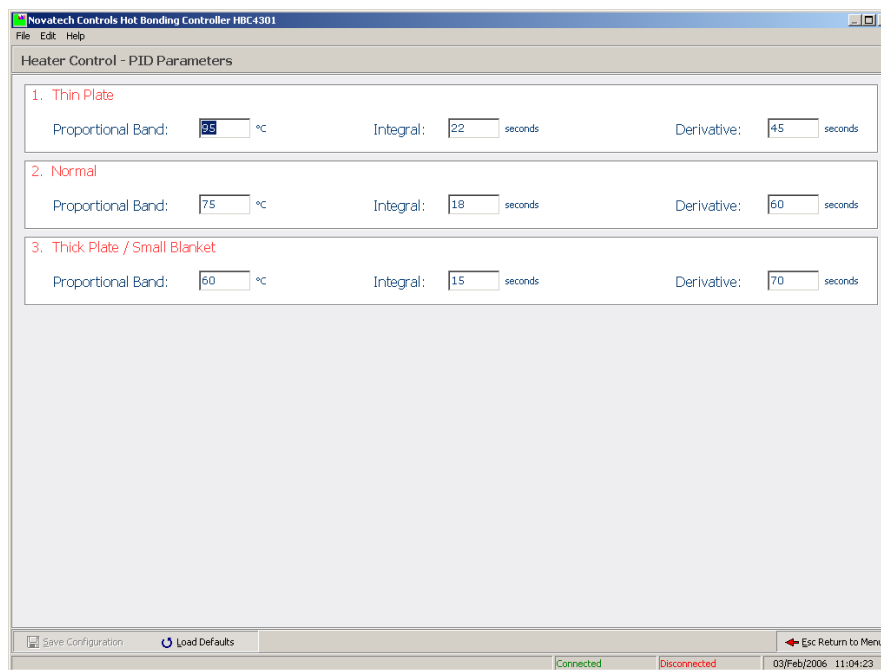 Novatech Controls Hot Bonding Controller HBC4301
File Edit Help
Heater Control - PID Parameters
1. Thin Plate
Proportional Band: 95 °C Integral: 22 seconds Derivative: 45 seconds
2. Normal
Proportional Band: 75 °C Integral: 18 seconds Derivative: 60 seconds
3. Thick Plate / Small Blanket
Proportional Band: 60 °C Integral: 15 seconds Derivative: 70 seconds
Save Configuration Load Defaults Esc Return to Menu
Connected Disconnected 03/Feb/2006 11:04:23